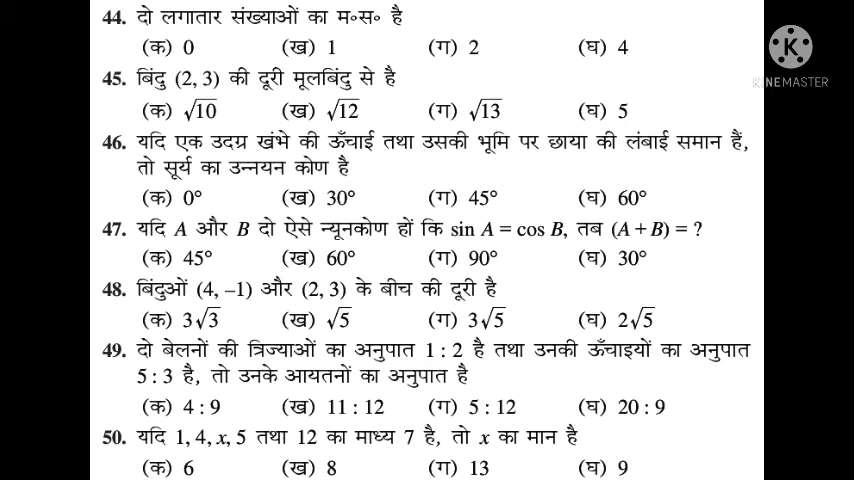 44. दो लगातार संख्याओं का म॰स॰ है
(क) 0 (ख) 1 (ग) 2 (घ) 4
45. बिंदु (2, 3) की दूरी मूलबिंदु से है
(क) √10 (ख) √12 (ग) √13 (घ) 5
46. यदि एक उदग्र खंभे की ऊँचाई तथा उसकी भूमि पर छाया की लंबाई समान हैं,
तो सूर्य का उन्नयन कोण है
(क) 0° (ख) 30° (ग) 45° (घ) 60°
47. यदि A और B दो ऐसे न्यूनकोण हों कि sin A = cos B, तब (A + B) = ?
(क) 45° (ख) 60° (ग) 90° (घ) 30°
48. बिंदुओं (4, –1) और (2, 3) के बीच की दूरी है
(क) 3√3 (ख) √5 (ग) 3√5 (घ) 2√5
49. दो बेलनों की त्रिज्याओं का अनुपात 1 : 2 है तथा उनकी ऊँचाइयों का अनुपात
5 : 3 है, तो उनके आयतनों का अनुपात है
(क) 4 : 9 (ख) 11 : 12 (ग) 5 : 12 (घ) 20 : 9
50. यदि 1, 4, x, 5 तथा 12 का माध्य 7 है, तो x का मान है
(क) 6 (ख) 8 (ग) 13 (घ) 9
K
KINEMASTER